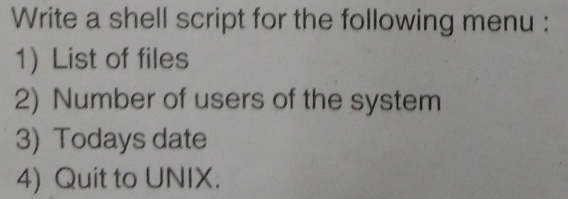 Write a shell script for the following menu :
1) List of files
2) Number of users of the system
3) Todays date
4) Quit to UNIX.